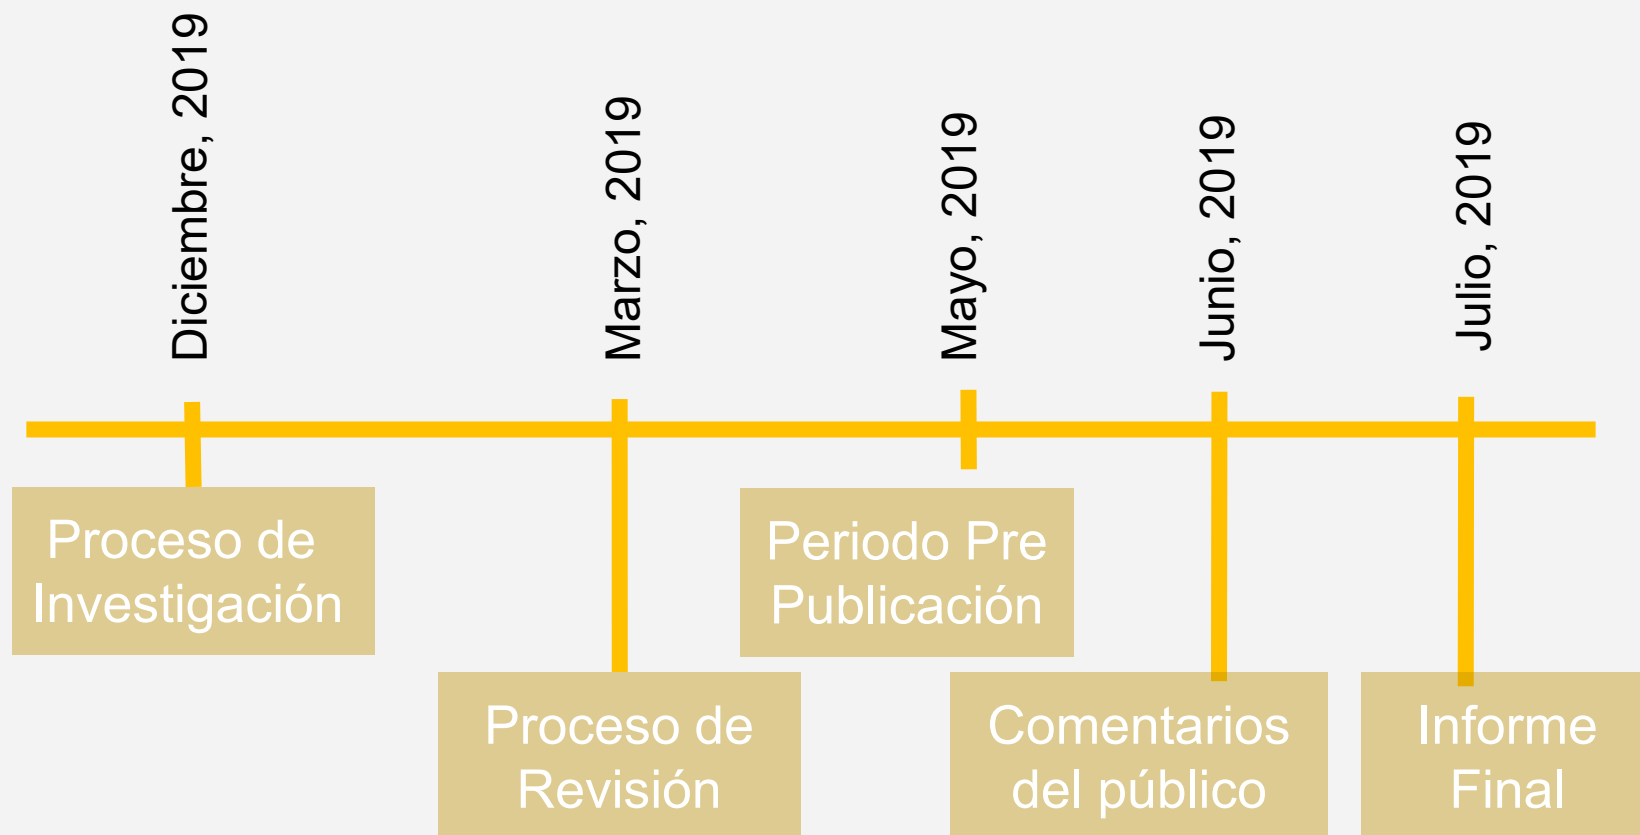 Diciembre, 2019
Marzo, 2019
Mayo, 2019
Junio, 2019
Julio, 2019
Proceso de
Investigación
Proceso de
Revisión
Periodo Pre
Publicación
Comentarios
del público
Informe
Final